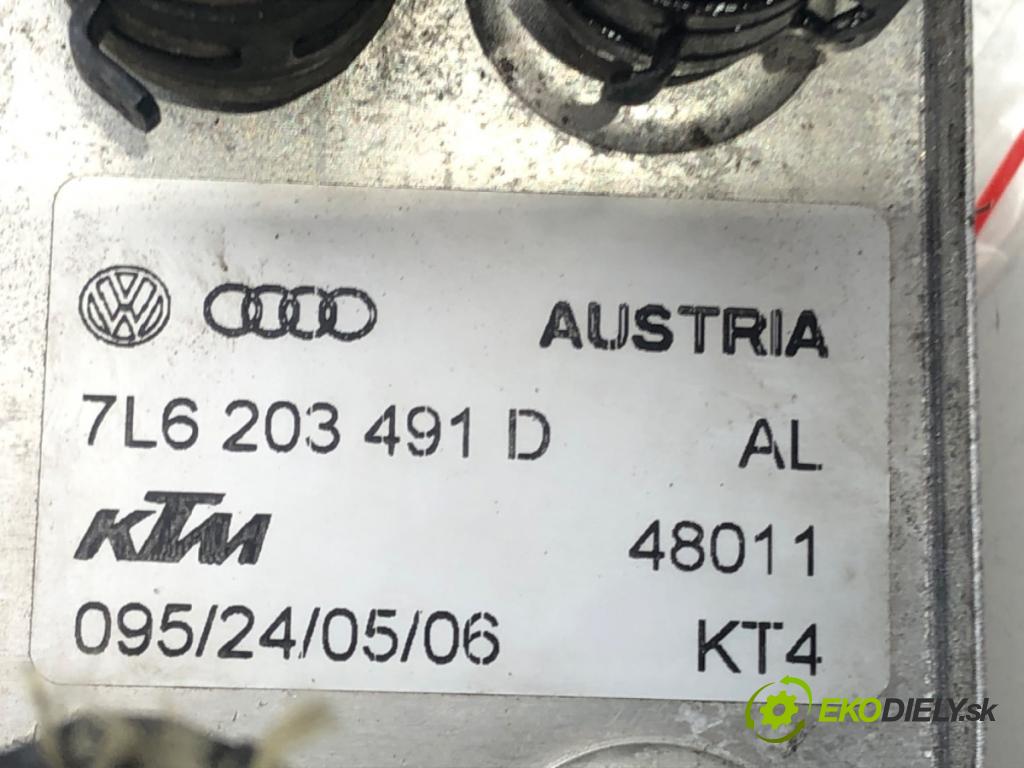 AUSTRIA
7L6 203 491 D AL
KTM 48011
095/24/05/06 KT4
EKODIELY.sk